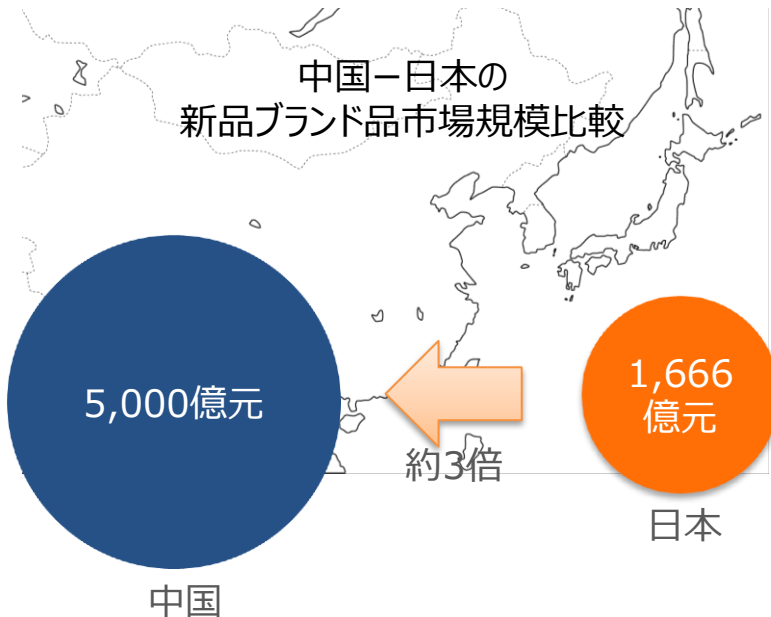 中国−日本の
新品ブランド品市場規模比較
5,000億元
1,666
億元
約3倍
日本
中国